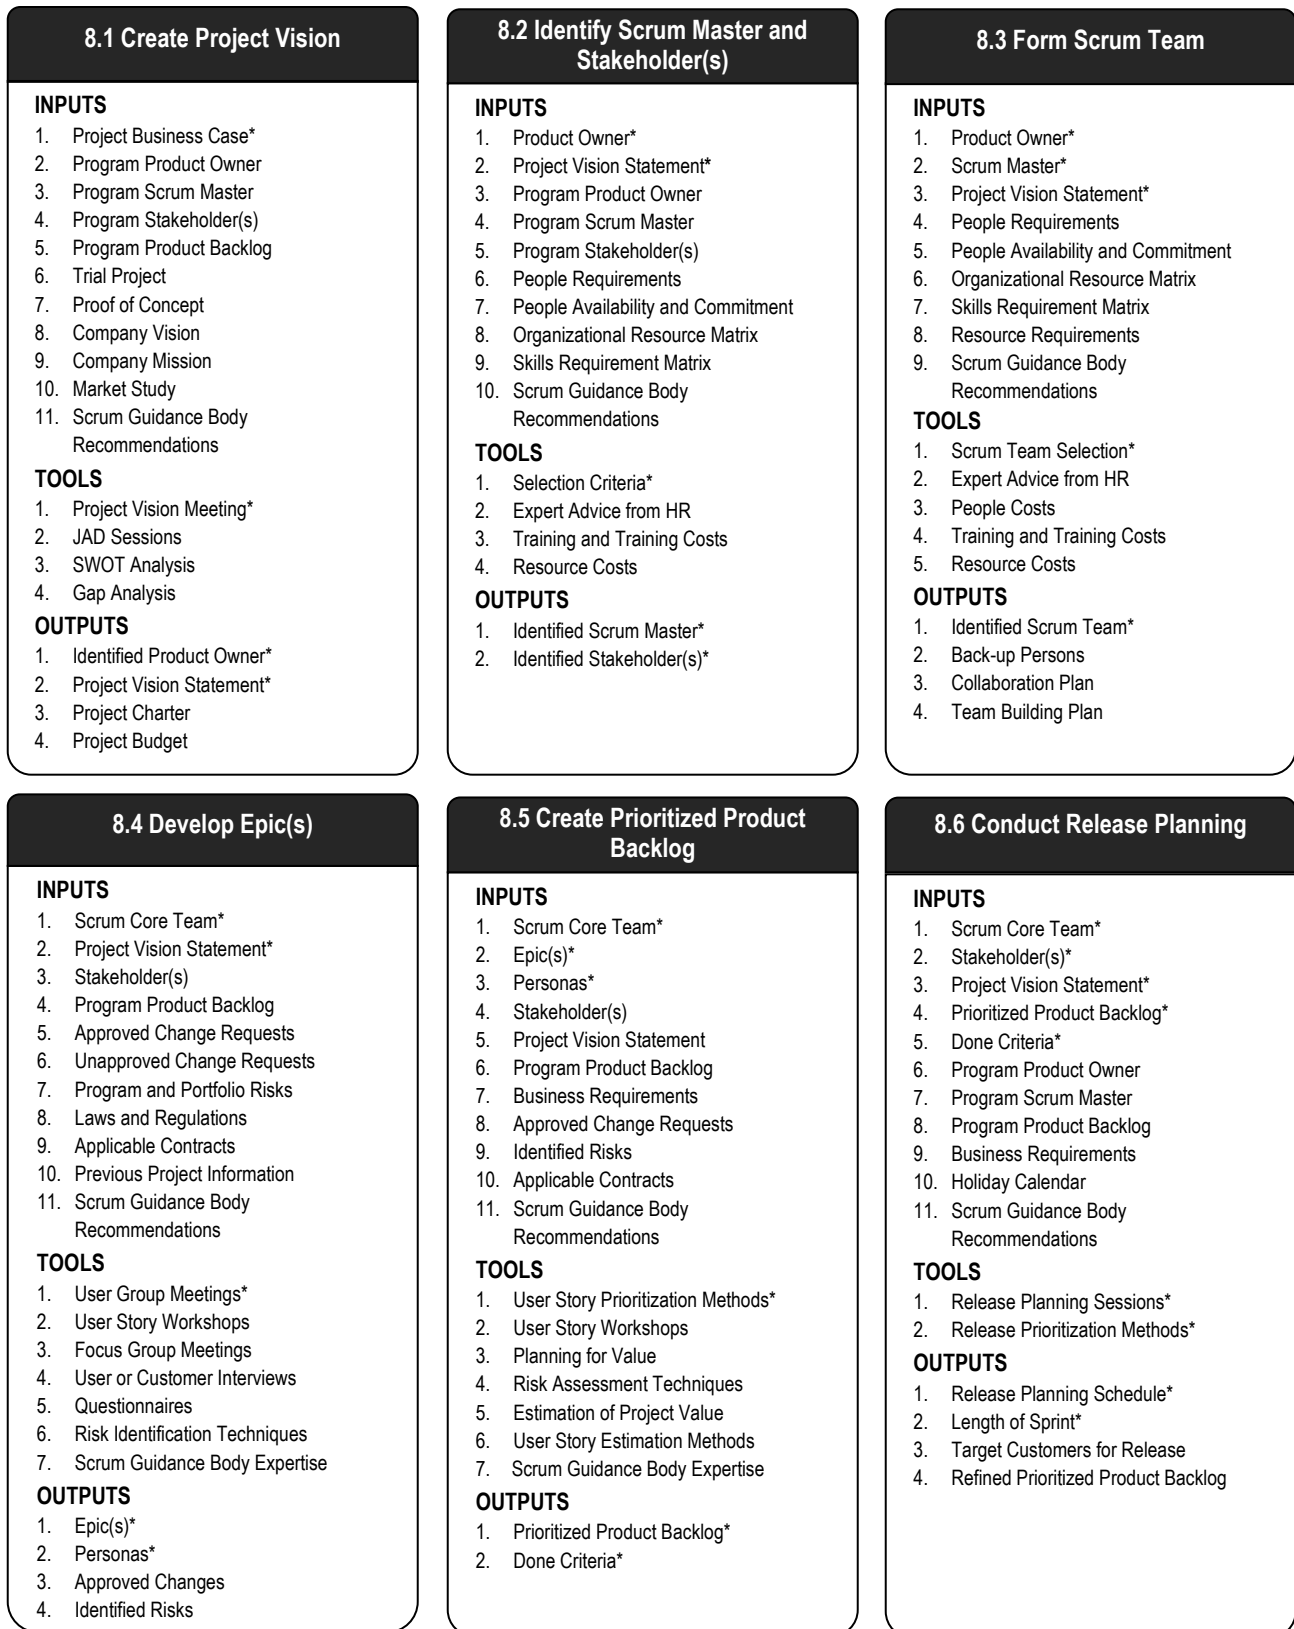 8.1 Create Project Vision
INPUTS
1. Project Business Case*
2. Program Product Owner
3. Program Scrum Master
4. Program Stakeholder(s)
5. Program Product Backlog
6. Trial Project
7. Proof of Concept
8. Company Vision
9. Company Mission
10. Market Study
11. Scrum Guidance Body
Recommendations
TOOLS
1. Project Vision Meeting*
2. JAD Sessions
3. SWOT Analysis
4. Gap Analysis
OUTPUTS
1. Identified Product Owner*
2. Project Vision Statement*
3. Project Charter
4. Project Budget
8.2 Identify Scrum Master and
Stakeholder(s)
INPUTS
1. Product Owner*
2. Project Vision Statement*
3. Program Product Owner
4. Program Scrum Master
5. Program Stakeholder(s)
6. People Requirements
7. People Availability and Commitment
8. Organizational Resource Matrix
9. Skills Requirement Matrix
10. Scrum Guidance Body
Recommendations
TOOLS
1. Selection Criteria*
2. Expert Advice from HR
3. Training and Training Costs
4. Resource Costs
OUTPUTS
1. Identified Scrum Master*
2. Identified Stakeholder(s)*
8.3 Form Scrum Team
INPUTS
1. Product Owner*
2. Scrum Master*
3. Project Vision Statement*
4. People Requirements
5. People Availability and Commitment
6. Organizational Resource Matrix
7. Skills Requirement Matrix
8. Resource Requirements
9. Scrum Guidance Body
Recommendations
TOOLS
1. Scrum Team Selection*
2. Expert Advice from HR
3. People Costs
4. Training and Training Costs
5. Resource Costs
OUTPUTS
1. Identified Scrum Team*
2. Back-up Persons
3. Collaboration Plan
4. Team Building Plan
8.4 Develop Epic(s)
INPUTS
1. Scrum Core Team*
2. Project Vision Statement*
3. Stakeholder(s)
4. Program Product Backlog
5. Approved Change Requests
6. Unapproved Change Requests
7. Program and Portfolio Risks
8. Laws and Regulations
9. Applicable Contracts
10. Previous Project Information
11. Scrum Guidance Body
Recommendations
TOOLS
1. User Group Meetings*
2. User Story Workshops
3. Focus Group Meetings
4. User or Customer Interviews
5. Questionnaires
6. Risk Identification Techniques
7. Scrum Guidance Body Expertise
OUTPUTS
1. Epic(s)*
2. Personas*
3. Approved Changes
4. Identified Risks
8.5 Create Prioritized Product
Backlog
INPUTS
1. Scrum Core Team*
2. Epic(s)*
3. Personas*
4. Stakeholder(s)
5. Project Vision Statement
6. Program Product Backlog
7. Business Requirements
8. Approved Change Requests
9. Identified Risks
10. Applicable Contracts
11. Scrum Guidance Body
Recommendations
TOOLS
1. User Story Prioritization Methods*
2. User Story Workshops
3. Planning for Value
4. Risk Assessment Techniques
5. Estimation of Project Value
6. User Story Estimation Methods
7. Scrum Guidance Body Expertise
OUTPUTS
1. Prioritized Product Backlog*
2. Done Criteria*
8.6 Conduct Release Planning
INPUTS
1. Scrum Core Team*
2. Stakeholder(s)*
3. Project Vision Statement*
4. Prioritized Product Backlog*
5. Done Criteria*
6. Program Product Owner
7. Program Scrum Master
8. Program Product Backlog
9. Business Requirements
10. Holiday Calendar
11. Scrum Guidance Body
Recommendations
TOOLS
1. Release Planning Sessions*
2. Release Prioritization Methods*
OUTPUTS
1. Release Planning Schedule*
2. Length of Sprint*
3. Target Customers for Release
4. Refined Prioritized Product Backlog